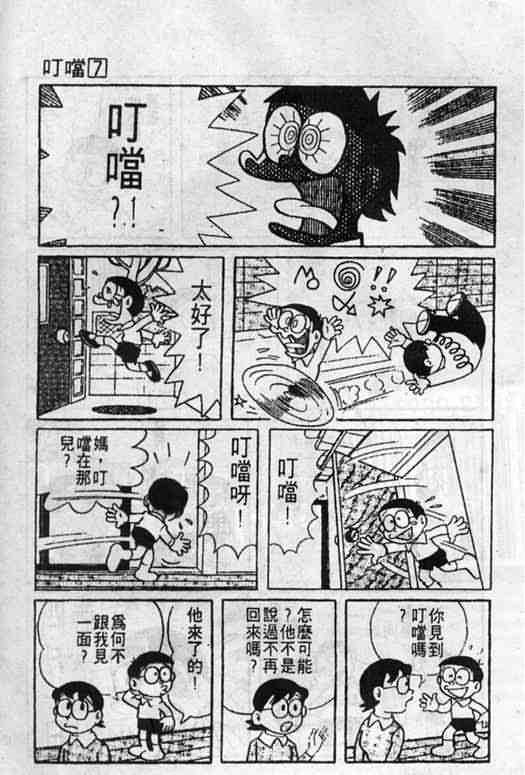 叮噹7
叮噹?!
太好了!
叮噹!
叮噹呀!
媽,叮
噹在那
兒?
你見到
叮噹嗎
?
怎麼可能
?他不是
說過不再
回來嗎?
他來了的!
爲何不
跟我見
一面?